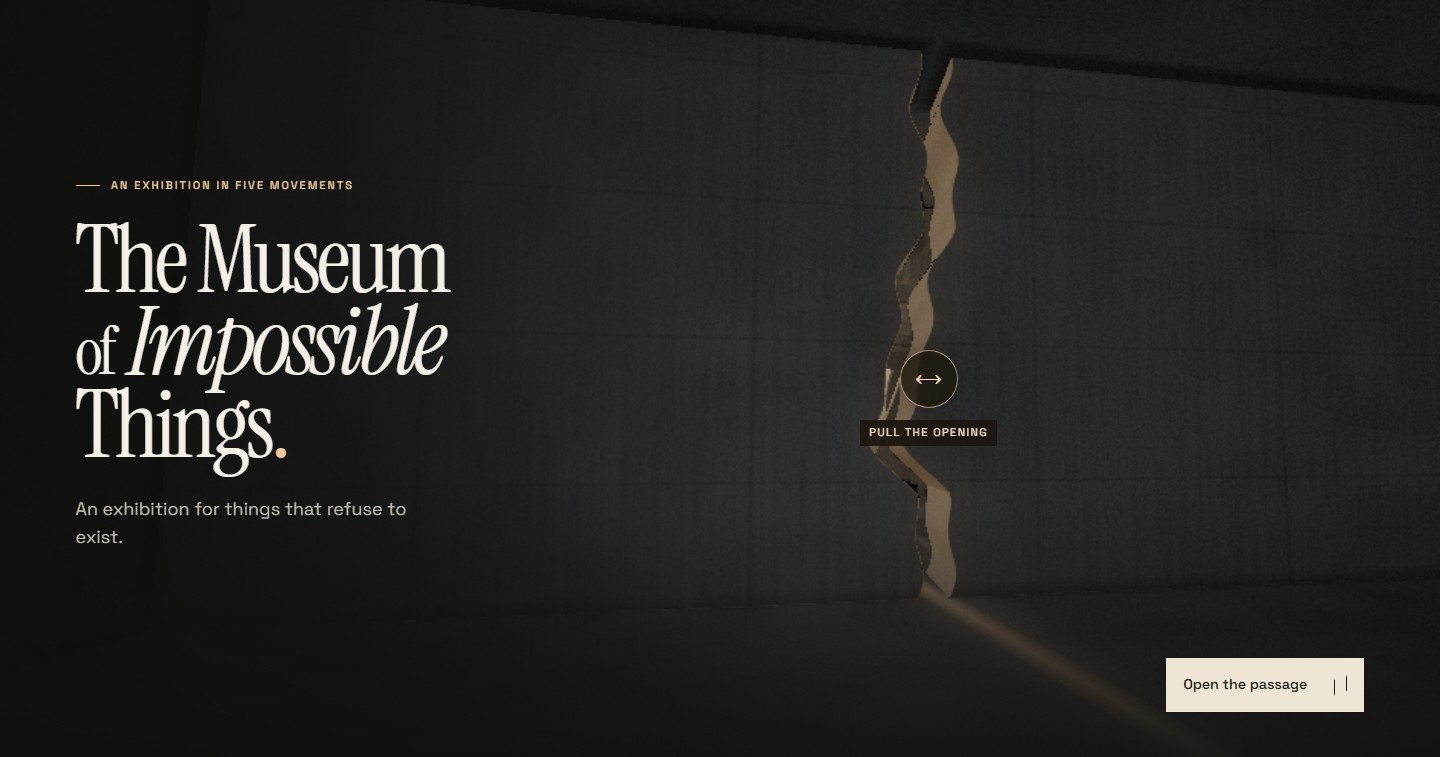 AN EXHIBITION IN FIVE MOVEMENTS
The Museum
of Impossible
Things.
An exhibition for things that refuse to
exist.
PULL THE OPENING
Open the passage